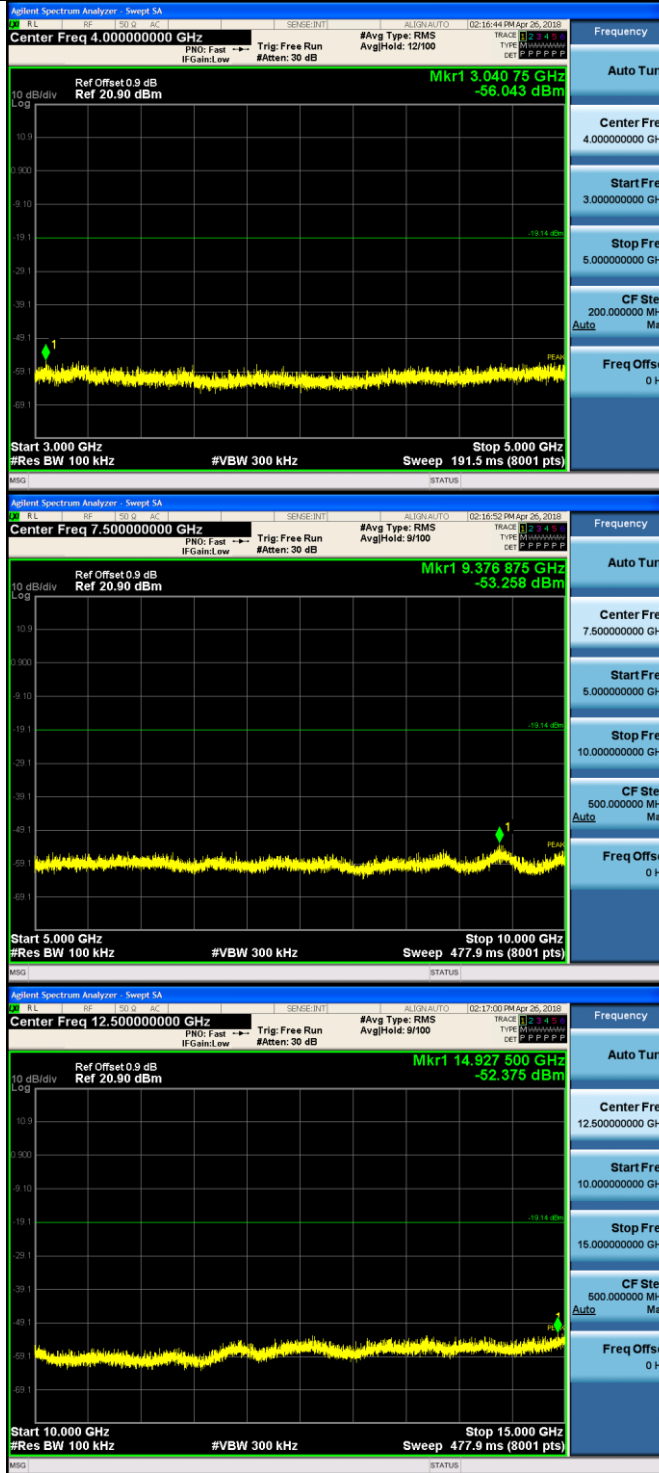 Agilent Spectrum Analyzer - Swept SA
RL RF 50 Ω AC SENSE:INT ALIGNAUTO 02:16:44 PM Apr 26, 2018
Center Freq 4.000000000 GHz #Avg Type: RMS TRACE 1 2 3 4 5 6 Frequency
PNO: Fast Trig: Free Run Avg|Hold: 12/100 TYPE M
IFGain:Low #Atten: 30 dB DET P P P P P P
Auto Tun
Ref Offset 0.9 dB Mkr1 3.040 75 GHz
10 dB/div Ref 20.90 dBm -56.043 dBm
Log
Center Fre
4.000000000 GH
10.9
0.900
Start Fre
3.000000000 GH
-9.10
-19.1 -19.14 dBm
Stop Fre
5.000000000 GH
-29.1
-39.1
CF Ste
200.000000 MH
Auto Ma
-49.1
1
PEAK
-59.1
Freq Offse
0 H
-69.1
Start 3.000 GHz Stop 5.000 GHz
#Res BW 100 kHz #VBW 300 kHz Sweep 191.5 ms (8001 pts)
MSG STATUS
Agilent Spectrum Analyzer - Swept SA
RL RF 50 Ω AC SENSE:INT ALIGNAUTO 02:16:52 PM Apr 26, 2018
Center Freq 7.500000000 GHz #Avg Type: RMS TRACE 1 2 3 4 5 6 Frequency
PNO: Fast Trig: Free Run Avg|Hold: 9/100 TYPE M
IFGain:Low #Atten: 30 dB DET P P P P P P
Auto Tun
Ref Offset 0.9 dB Mkr1 9.376 875 GHz
10 dB/div Ref 20.90 dBm -53.258 dBm
Log
Center Fre
7.500000000 GH
10.9
0.900
Start Fre
5.000000000 GH
-9.10
-19.1 -19.14 dBm
Stop Fre
10.000000000 GH
-29.1
-39.1
CF Ste
500.000000 MH
Auto Ma
-49.1
1
PEAK
-59.1
Freq Offse
0 H
-69.1
Start 5.000 GHz Stop 10.000 GHz
#Res BW 100 kHz #VBW 300 kHz Sweep 477.9 ms (8001 pts)
MSG STATUS
Agilent Spectrum Analyzer - Swept SA
RL RF 50 Ω AC SENSE:INT ALIGNAUTO 02:17:00 PM Apr 26, 2018
Center Freq 12.500000000 GHz #Avg Type: RMS TRACE 1 2 3 4 5 6 Frequency
PNO: Fast Trig: Free Run Avg|Hold: 9/100 TYPE M
IFGain:Low #Atten: 30 dB DET P P P P P P
Auto Tun
Ref Offset 0.9 dB Mkr1 14.927 500 GHz
10 dB/div Ref 20.90 dBm -52.375 dBm
Log
Center Fre
12.500000000 GH
10.9
0.900
Start Fre
10.000000000 GH
-9.10
-19.1 -19.14 dBm
Stop Fre
15.000000000 GH
-29.1
-39.1
CF Ste
500.000000 MH
Auto Ma
-49.1
1
-59.1
Freq Offse
0 H
-69.1
Start 10.000 GHz Stop 15.000 GHz
#Res BW 100 kHz #VBW 300 kHz Sweep 477.9 ms (8001 pts)
MSG STATUS